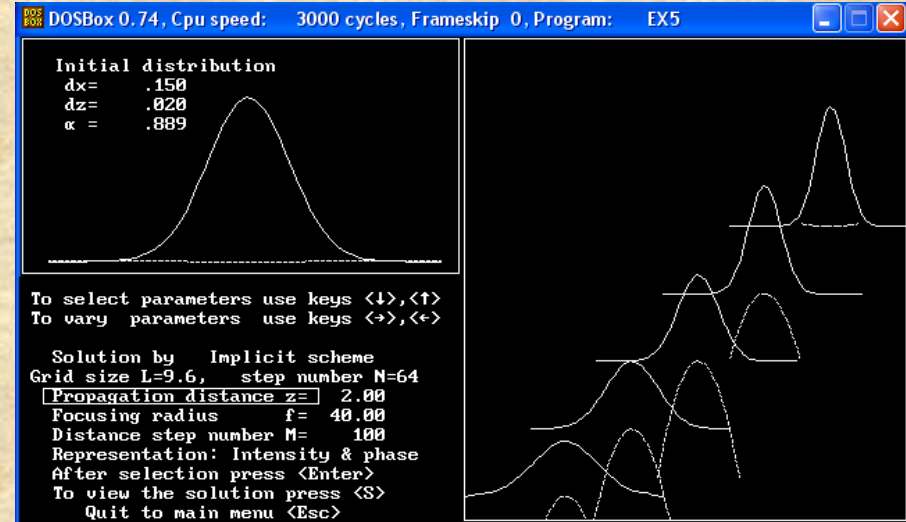 DOS BOX DOSBox 0.74, Cpu speed: 3000 cycles, Frameskip 0, Program: EX5
Initial distribution
dx= .150
dz= .020
α = .889
To select parameters use keys <↓>,<↑>
To vary parameters use keys <→>,<←>
Solution by Implicit scheme
Grid size L=9.6, step number N=64
Propagation distance z= 2.00
Focusing radius f= 40.00
Distance step number M= 100
Representation: Intensity & phase
After selection press <Enter>
To view the solution press <S>
Quit to main menu <Esc>